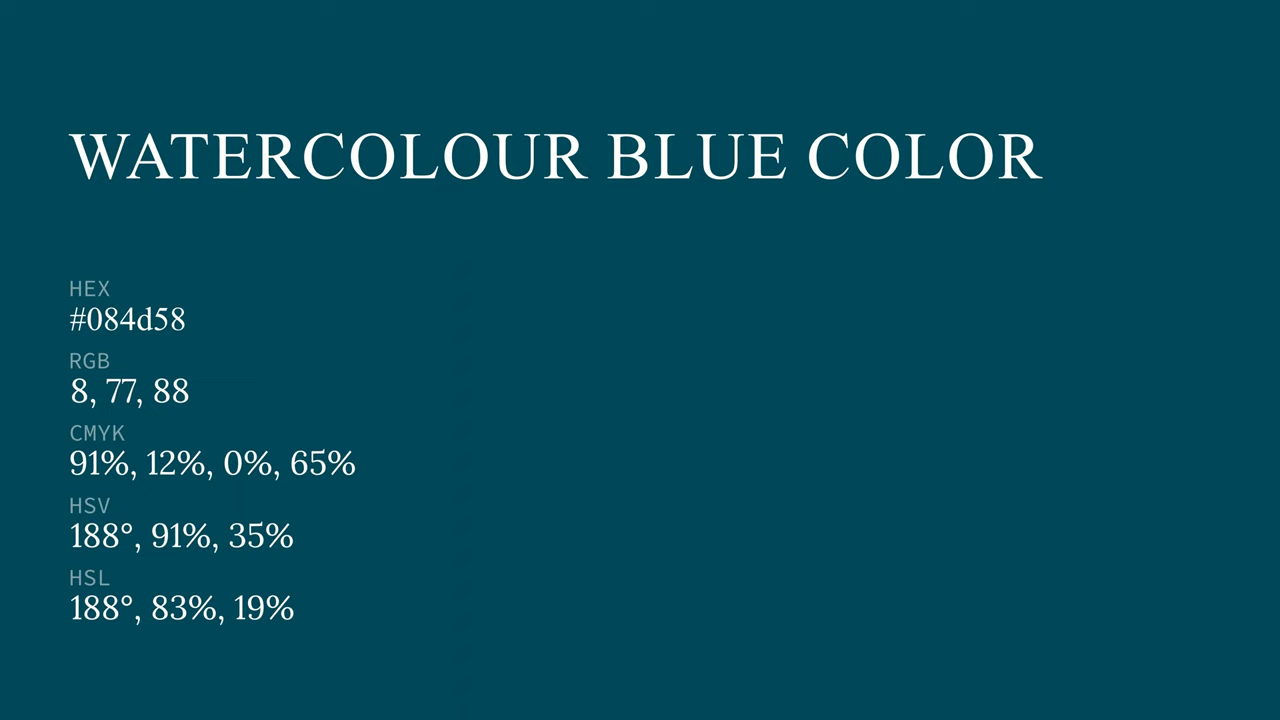 WATERCOLOUR BLUE COLOR
HEX
#084d58
RGB
8, 77, 88
CMYK
91%, 12%, 0%, 65%
HSV
188°, 91%, 35%
HSL
188°, 83%, 19%